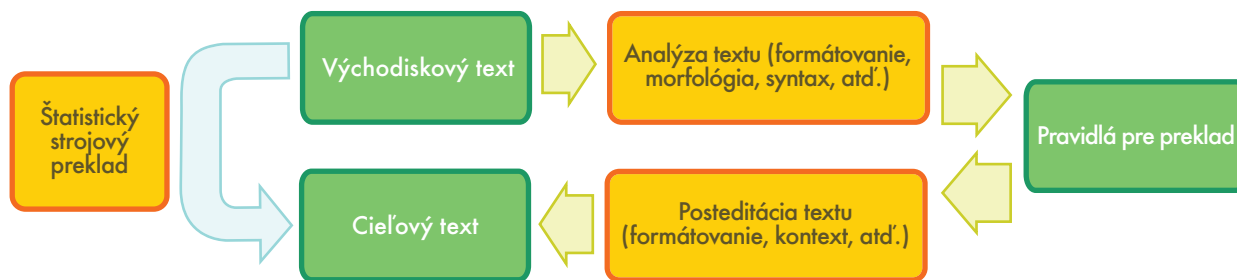 Štatistický
strojový
preklad
Východiskový text
Analýza textu (formátovanie,
morfológia, syntax, atď.)
Pravidlá pre preklad
Cieľový text
Posteditácia textu
(formátovanie, kontext, atď.)